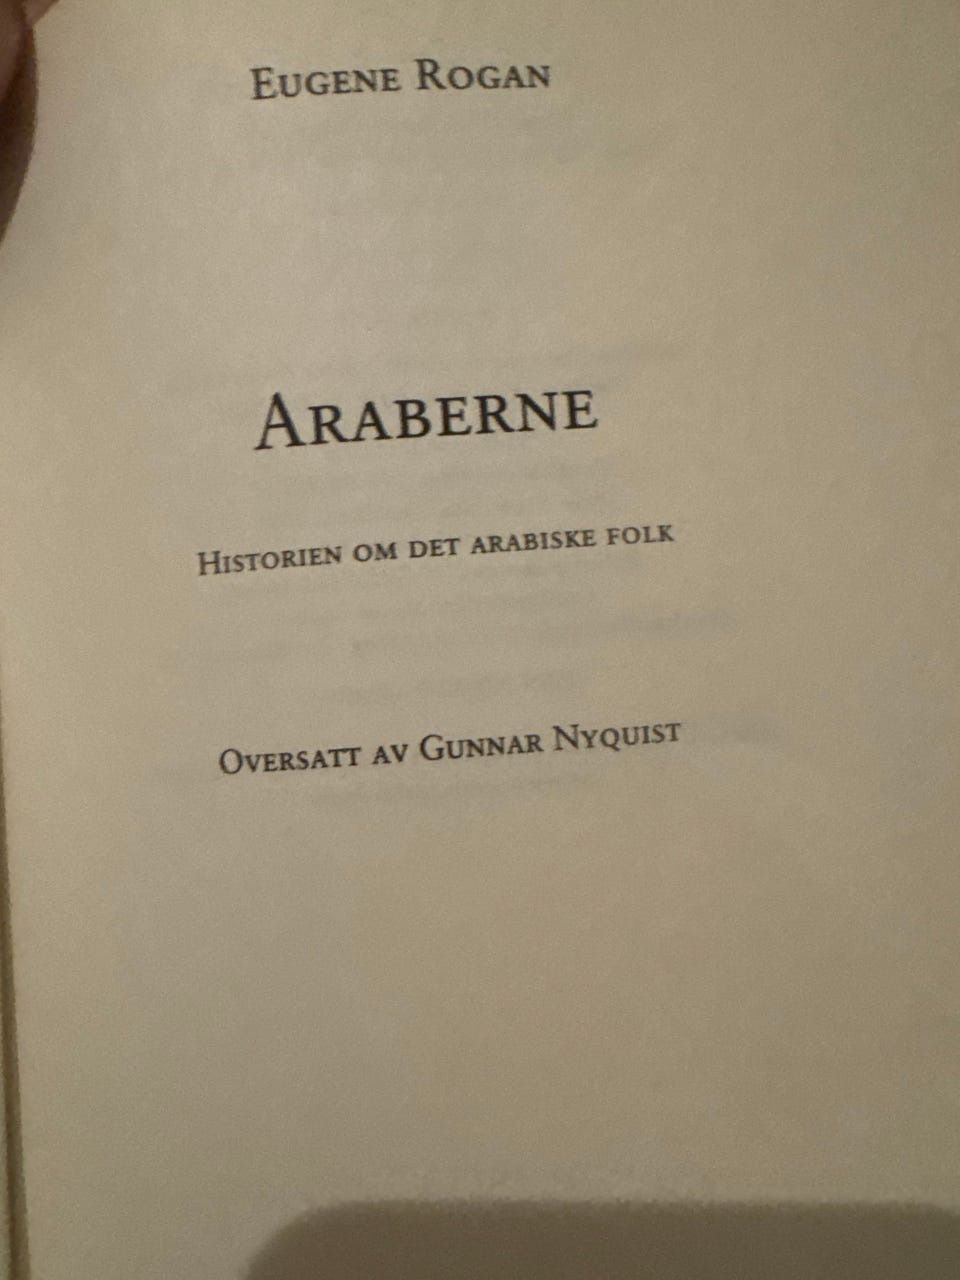 Eugene Rogan
Araberne
Historien om det arabiske folk
Oversatt av Gunnar Nyquist